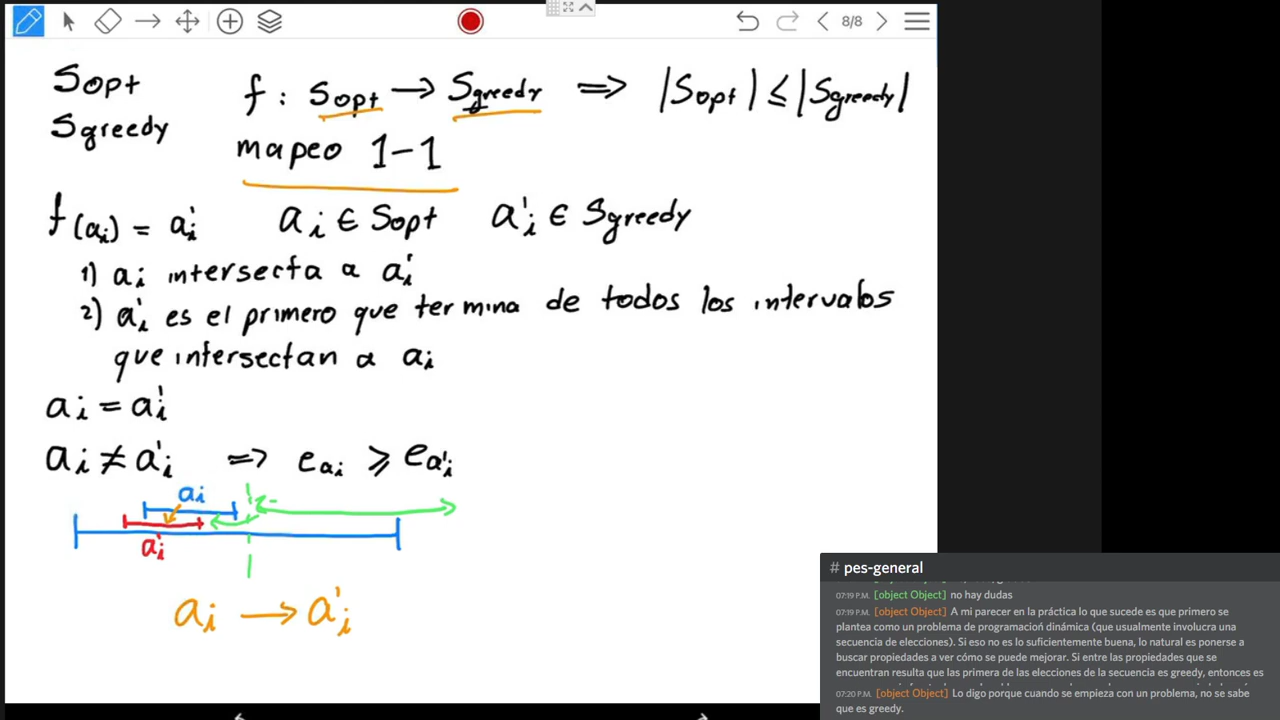 8/8
Sopt
Sgreedy
f : Sopt → Sgreedy ⇒ |Sopt| ≤ |Sgreedy|
mapeo 1-1
f(ai) = a'i ai ∈ Sopt a'i ∈ Sgreedy
1) ai intersecta a a'i
2) a'i es el primero que termina de todos los intervalos
que intersectan a ai
ai = a'i
ai ≠ a'i ⇒ eai ≥ ea'i
ai
a'i
ai → a'i
# pes-general
07:19 P.M. [object Object] no hay dudas
07:19 P.M. [object Object] A mi parecer en la práctica lo que sucede es que primero se
plantea como un problema de programación dinámica (que usualmente involucra una
secuencia de elecciones). Si eso no es lo suficientemente buena, lo natural es ponerse a
buscar propiedades a ver cómo se puede mejorar. Si entre las propiedades que se
encuentran resulta que las primera de las elecciones de la secuencia es greedy, entonces es
07:20 P.M. [object Object] Lo digo porque cuando se empieza con un problema, no se sabe
que es greedy.